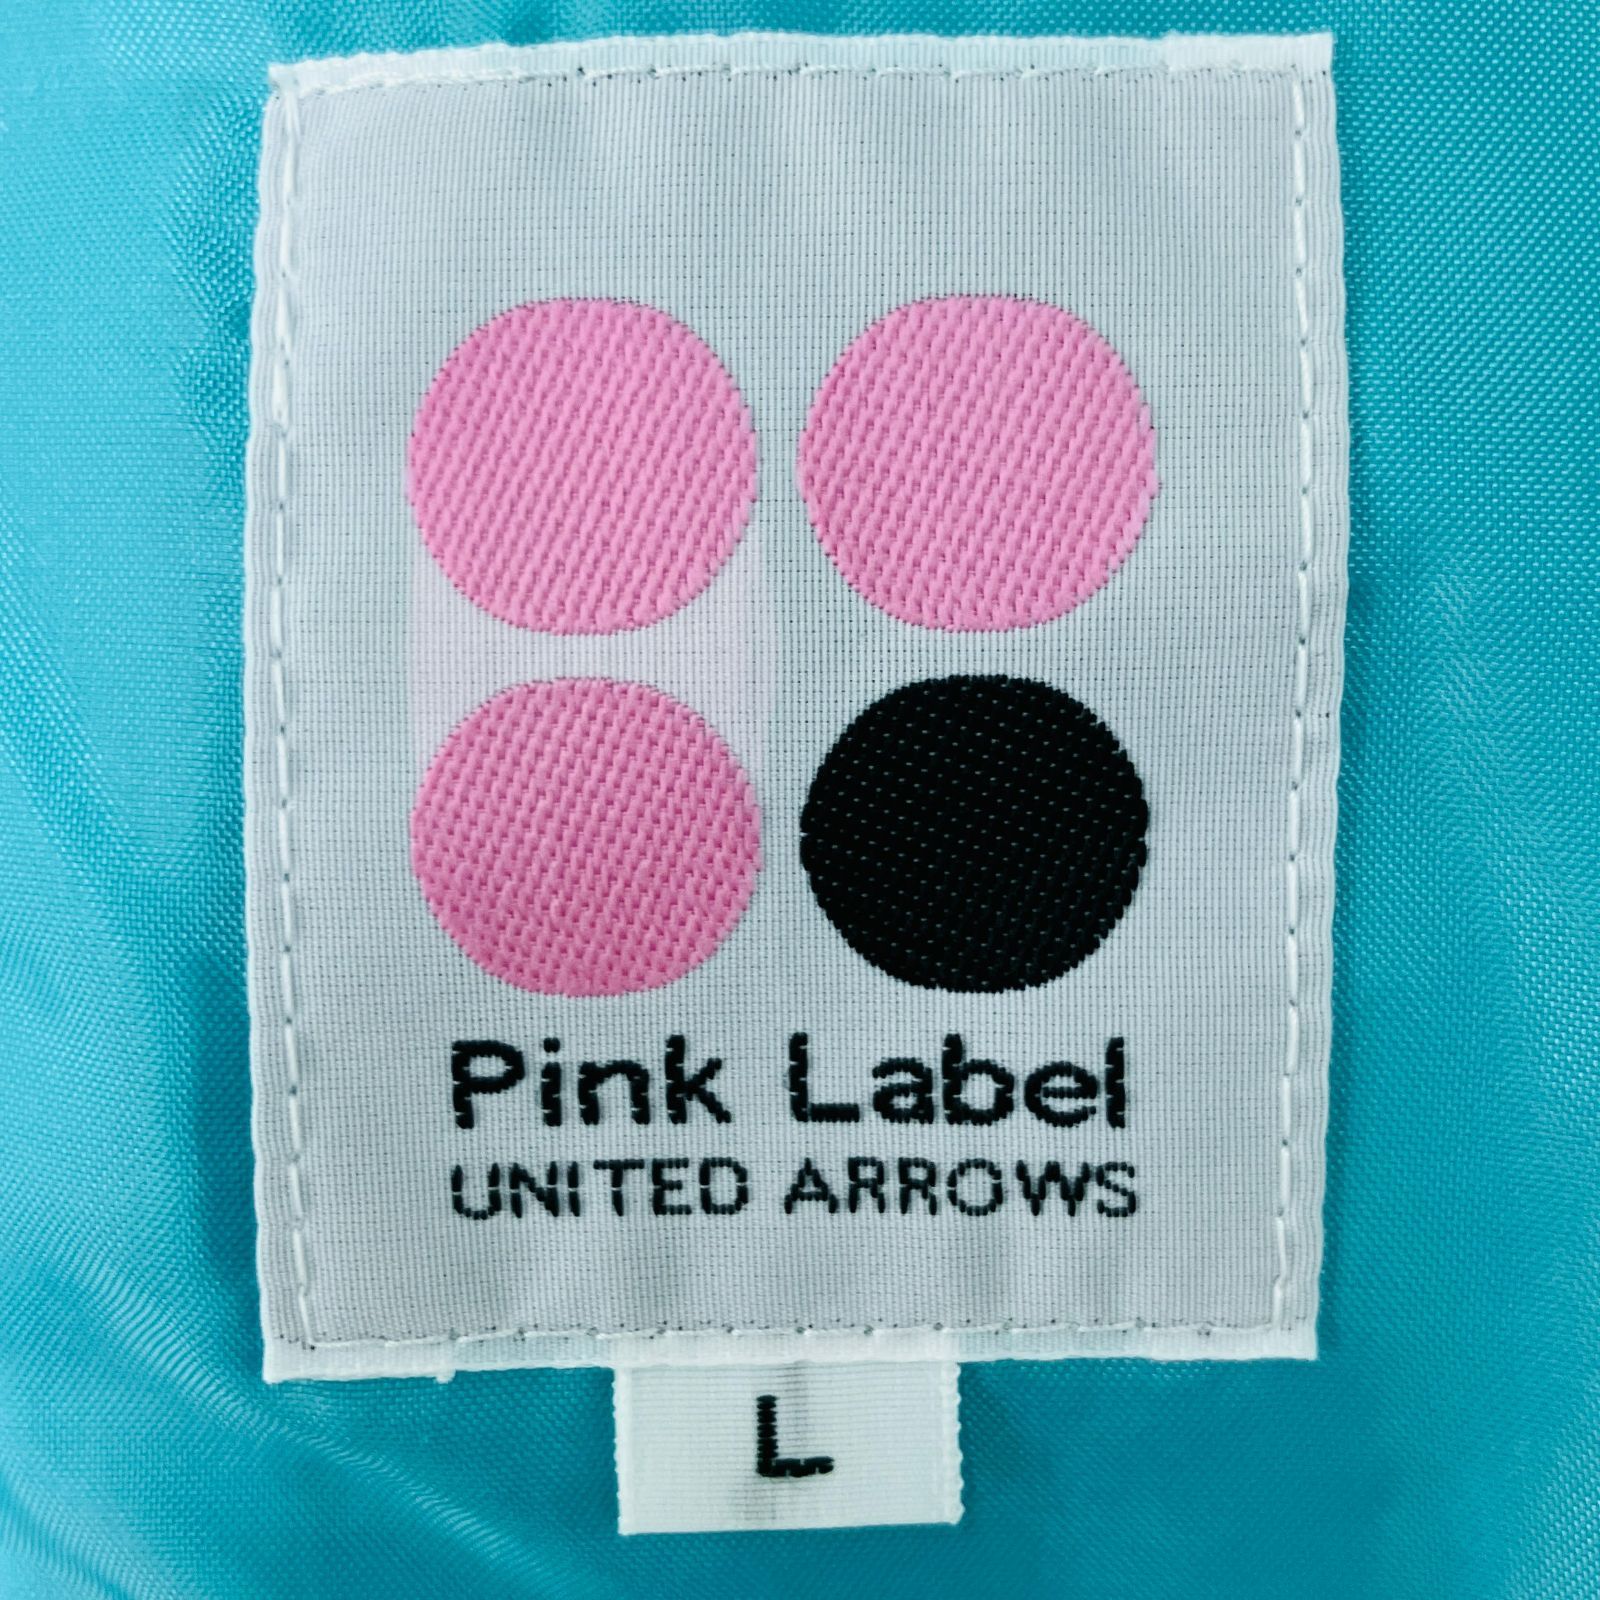 Pink Label
UNITED ARROWS
L